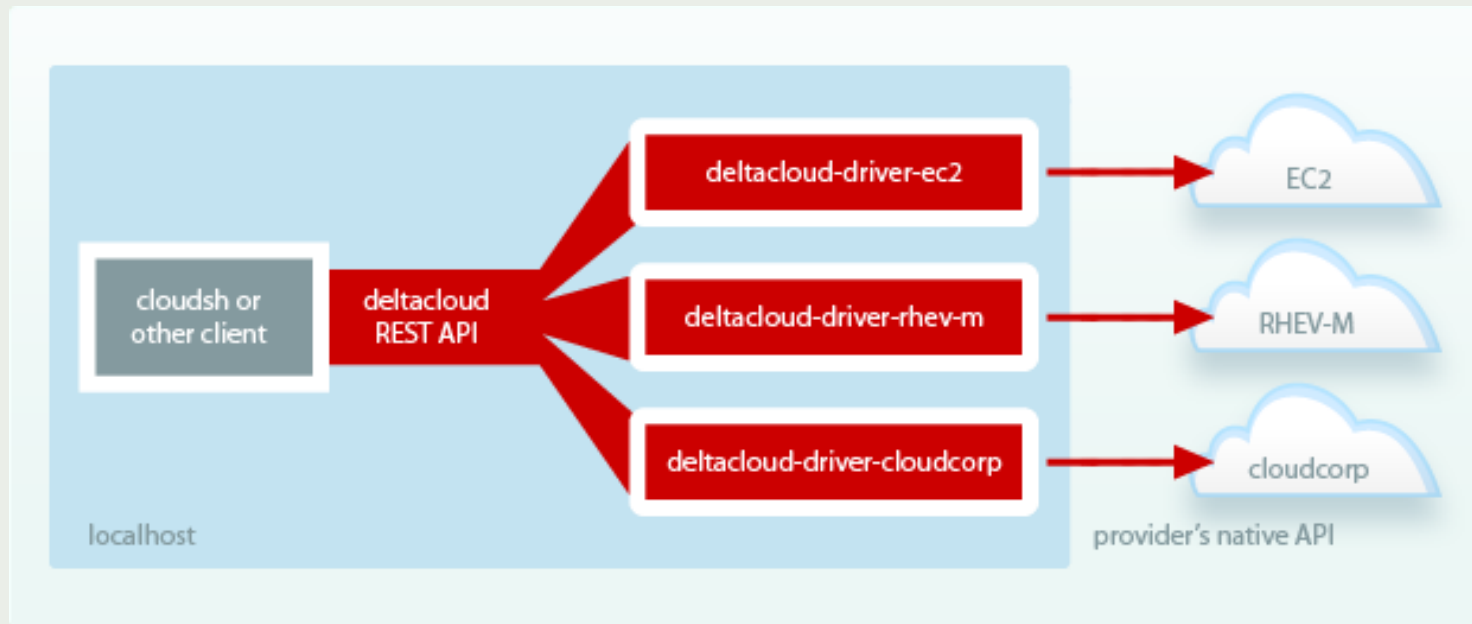 deltacloud-driver-ec2
EC2
cloudsh or
other client
deltacloud
REST API
deltacloud-driver-rhev-m
RHEV-M
deltacloud-driver-cloudcorp
cloudcorp
localhost
provider's native API